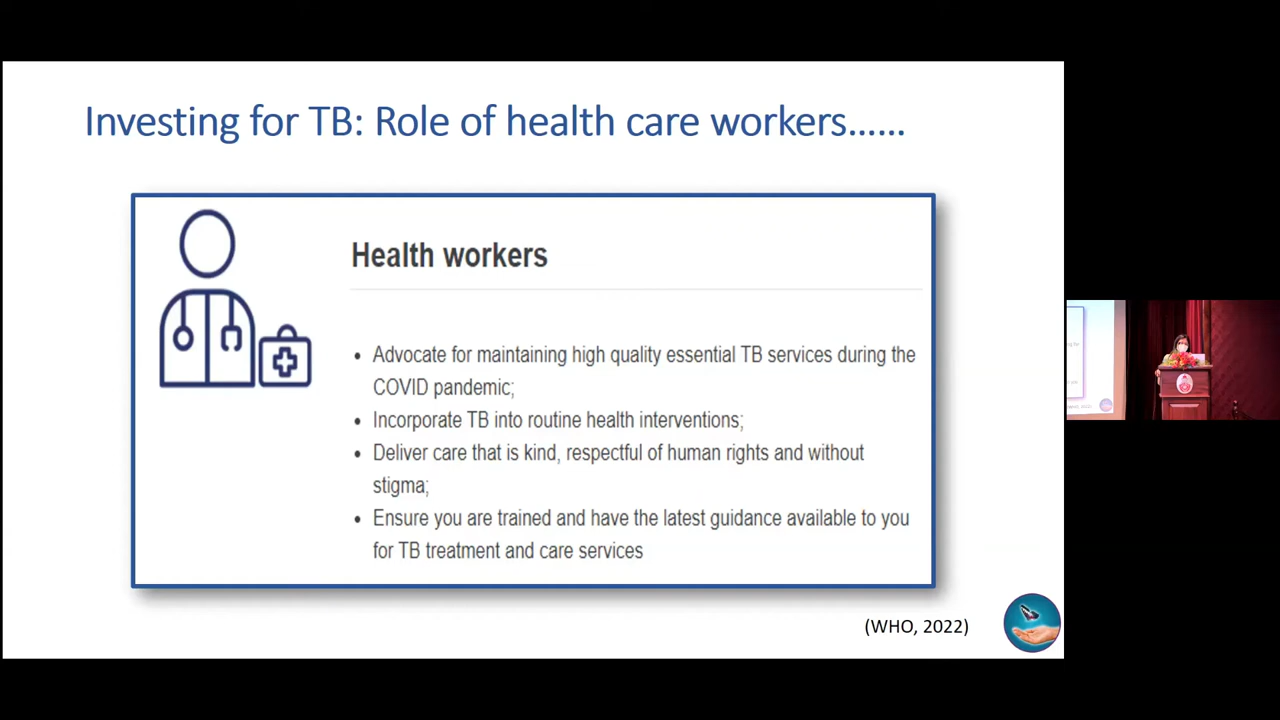 Investing for TB: Role of health care workers……
Health workers
• Advocate for maintaining high quality essential TB services during the
COVID pandemic;
• Incorporate TB into routine health interventions;
• Deliver care that is kind, respectful of human rights and without
stigma;
• Ensure you are trained and have the latest guidance available to you
for TB treatment and care services
(WHO, 2022)